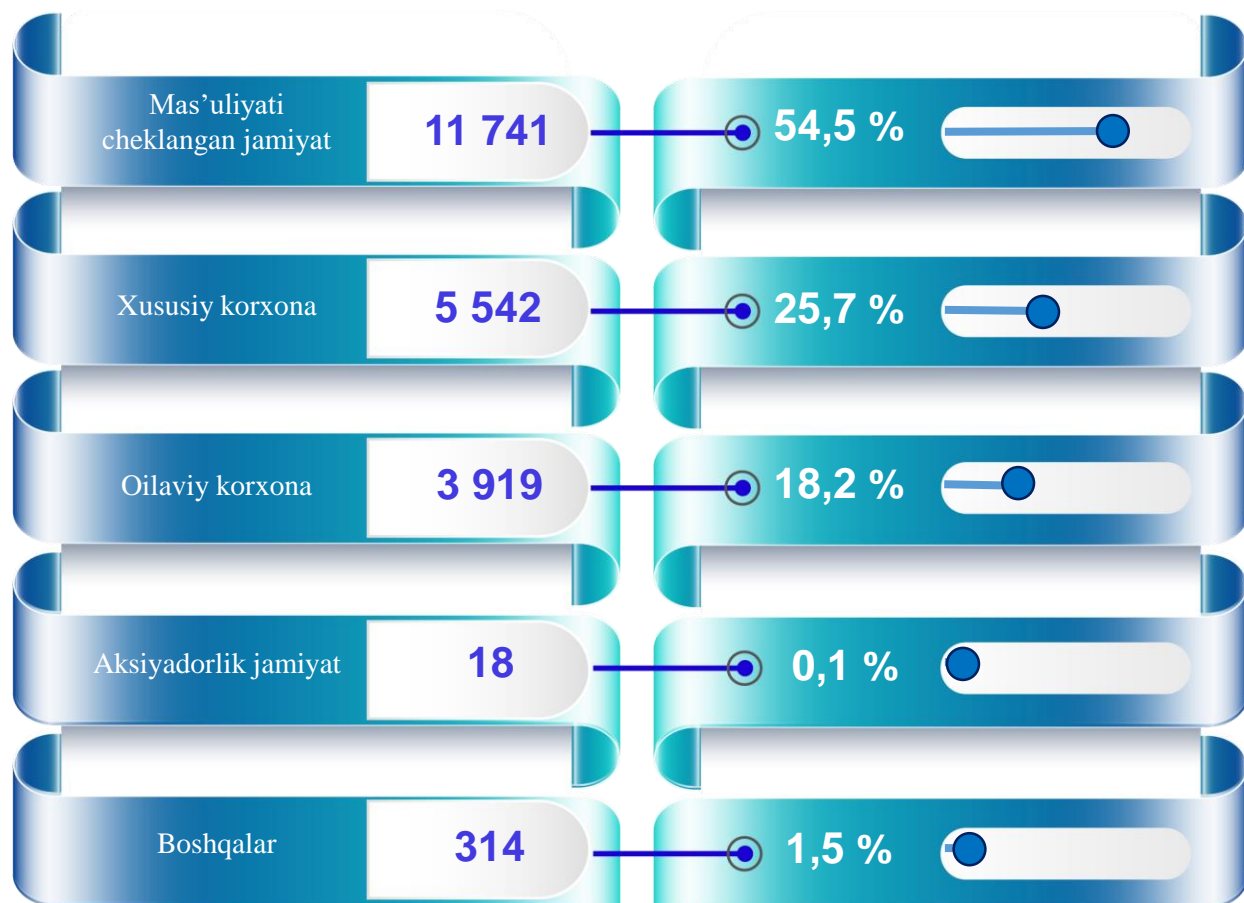 Mas’uliyati
cheklangan jamiyat
11 741
54,5 %
Xususiy korxona
5 542
25,7 %
Oilaviy korxona
3 919
18,2 %
Aksiyadorlik jamiyat
18
0,1 %
Boshqalar
314
1,5 %